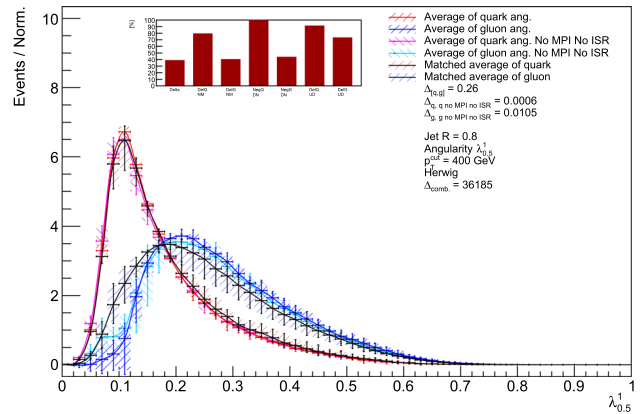 Events / Norm.
10
8
6
4
2
0
0 0.1 0.2 0.3 0.4 0.5 0.6 0.7 0.8 0.9 1
λ¹₀.₅
[%]
100
90
80
70
60
50
40
30
20
10
0
Delta DelQ DelG NegQ NegG DelQ DelG
NM NM DN DN UD UD
Average of quark ang.
Average of gluon ang.
Average of quark ang. No MPI No ISR
Average of gluon ang. No MPI No ISR
Matched average of quark
Matched average of gluon
Δ[q,g] = 0.26
Δq, q no MPI no ISR = 0.0006
Δg, g no MPI no ISR = 0.0105
Jet R = 0.8
Angularity λ¹₀.₅
pTcut = 400 GeV
Herwig
Δcomb. = 36185